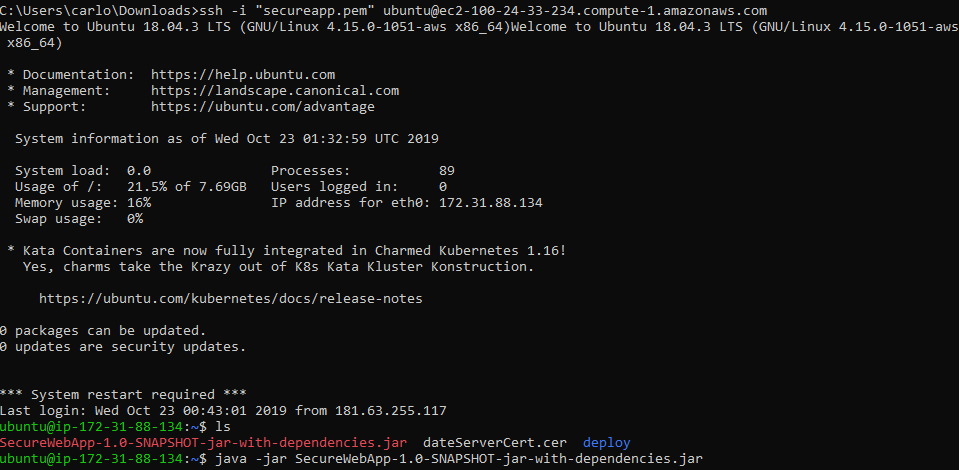 C:\Users\carlo\Downloads>ssh -i "secureapp.pem" ubuntu@ec2-100-24-33-234.compute-1.amazonaws.com
Welcome to Ubuntu 18.04.3 LTS (GNU/Linux 4.15.0-1051-aws x86_64)Welcome to Ubuntu 18.04.3 LTS (GNU/Linux 4.15.0-1051-aws
 x86_64)

 * Documentation:  https://help.ubuntu.com
 * Management:     https://landscape.canonical.com
 * Support:        https://ubuntu.com/advantage

  System information as of Wed Oct 23 01:32:59 UTC 2019

  System load:  0.0               Processes:           89
  Usage of /:   21.5% of 7.69GB   Users logged in:     0
  Memory usage: 16%               IP address for eth0: 172.31.88.134
  Swap usage:   0%

 * Kata Containers are now fully integrated in Charmed Kubernetes 1.16!
   Yes, charms take the Krazy out of K8s Kata Kluster Konstruction.

     https://ubuntu.com/kubernetes/docs/release-notes

0 packages can be updated.
0 updates are security updates.


*** System restart required ***
Last login: Wed Oct 23 00:43:01 2019 from 181.63.255.117
ubuntu@ip-172-31-88-134:~$ ls
SecureWebApp-1.0-SNAPSHOT-jar-with-dependencies.jar  dateServerCert.cer  deploy
ubuntu@ip-172-31-88-134:~$ java -jar SecureWebApp-1.0-SNAPSHOT-jar-with-dependencies.jar